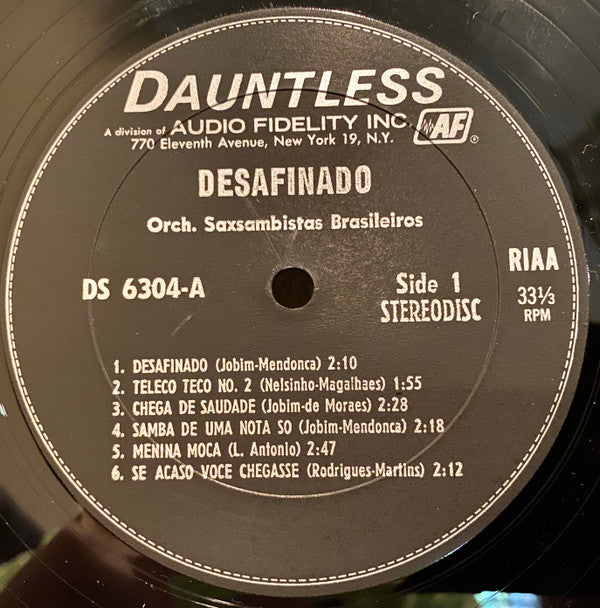 DAUNTLESS
A division of AUDIO FIDELITY INC. AF®
770 Eleventh Avenue, New York 19, N.Y.
DESAFINADO
Orch. Saxsambistas Brasileiros
DS 6304-A
Side 1
STEREODISC
RIAA
33⅓
RPM
1. DESAFINADO (Jobim-Mendonca) 2:10
2. TELECO TECO NO. 2 (Nelsinho-Magalhaes) 1:55
3. CHEGA DE SAUDADE (Jobim-de Moraes) 2:28
4. SAMBA DE UMA NOTA SO (Jobim-Mendonca) 2:18
5. MENINA MOCA (L. Antonio) 2:47
6. SE ACASO VOCE CHEGASSE (Rodrigues-Martins) 2:12